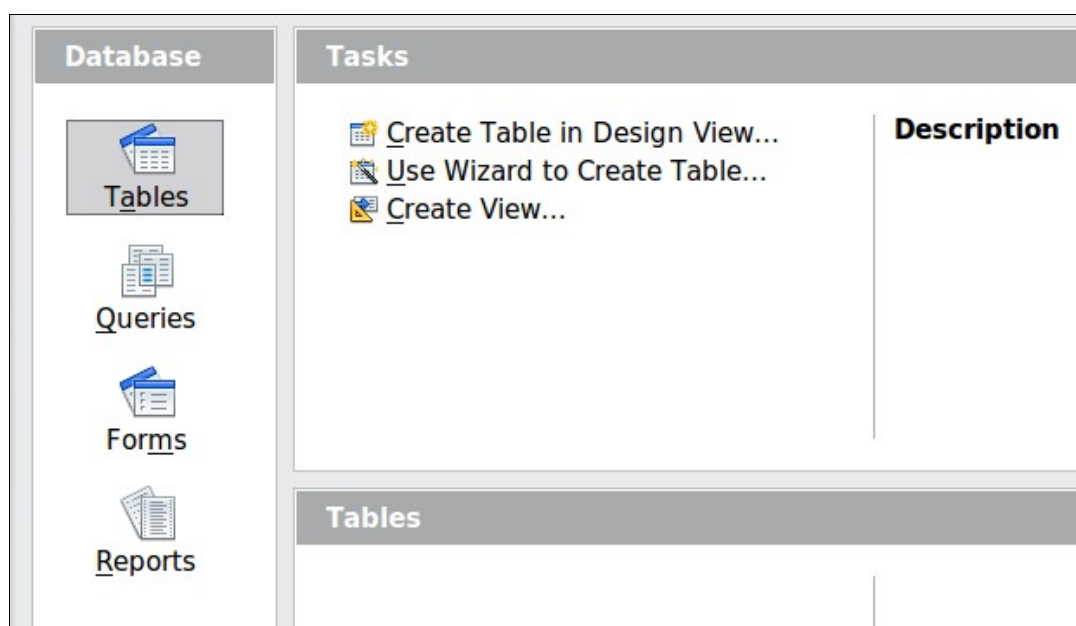 Database
Tables
Queries
Forms
Reports
Tasks
Create Table in Design View...
Use Wizard to Create Table...
Create View...
Description
Tables